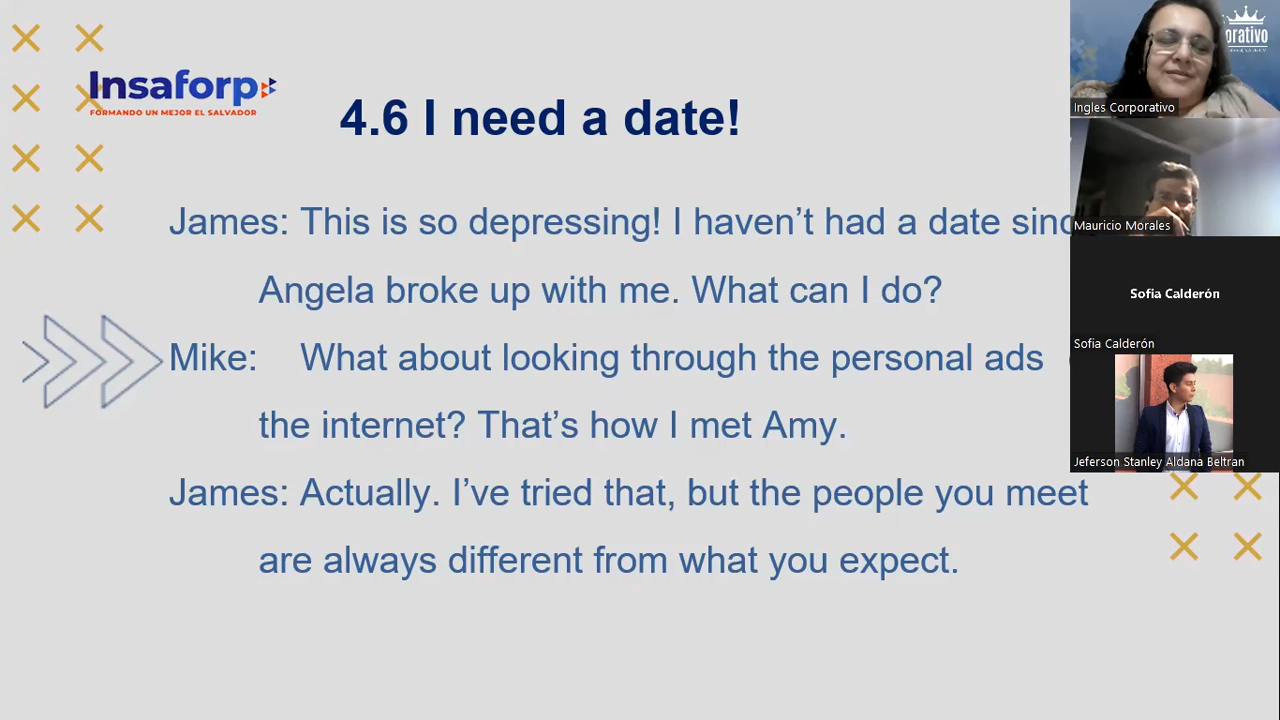 Insaforp
FORMANDO UN MEJOR EL SALVADOR
4.6 I need a date!
James: This is so depressing! I haven’t had a date sinc
Angela broke up with me. What can I do?
Mike: What about looking through the personal ads
the internet? That’s how I met Amy.
James: Actually. I’ve tried that, but the people you meet
are always different from what you expect.
orativo
Ingles Corporativo
Mauricio Morales
Sofia Calderón
Sofia Calderón
Jeferson Stanley Aldana Beltran